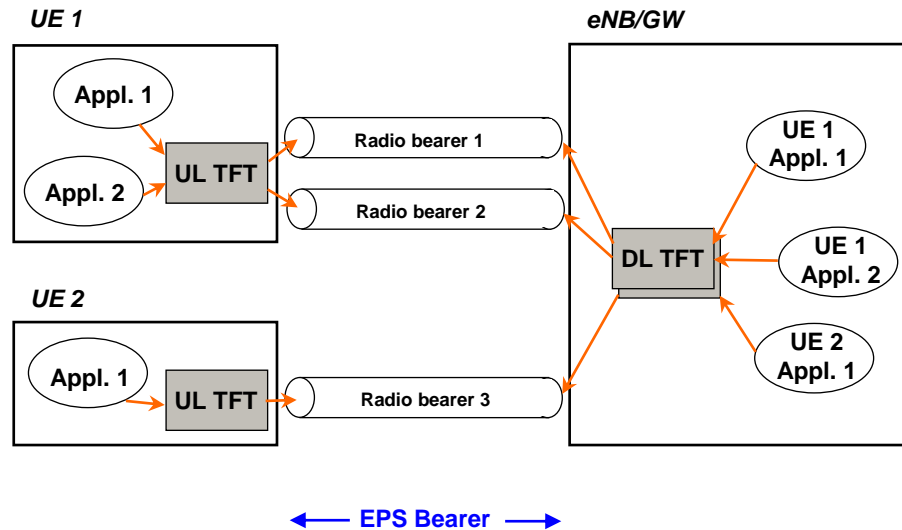 UE 1
eNB/GW
Appl. 1
Appl. 2
UL TFT
Radio bearer 1
Radio bearer 2
UE 1
Appl. 1
DL TFT
UE 1
Appl. 2
UE 2
Appl. 1
UE 2
Appl. 1
UL TFT
Radio bearer 3
EPS Bearer